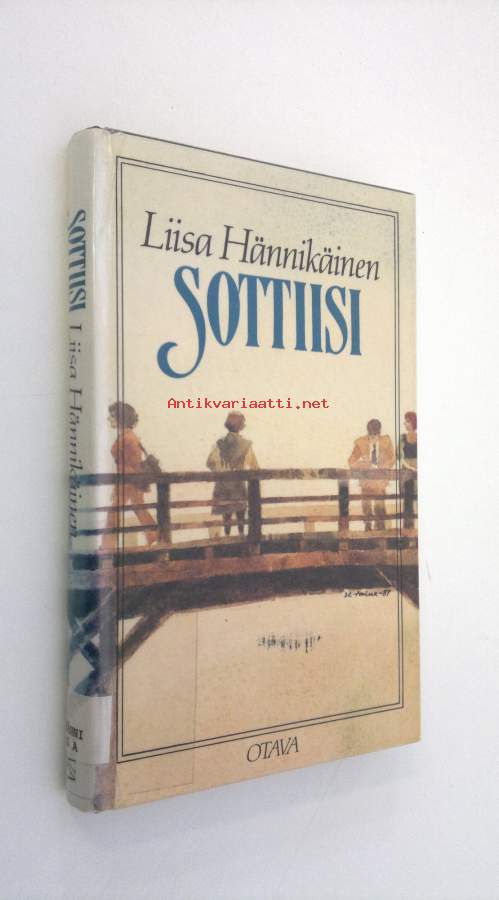 Liisa Hännikäinen
SOTTIISI
Antikvariaatti.net
OTAVA
SOTTIISI Liisa Hännikäinen